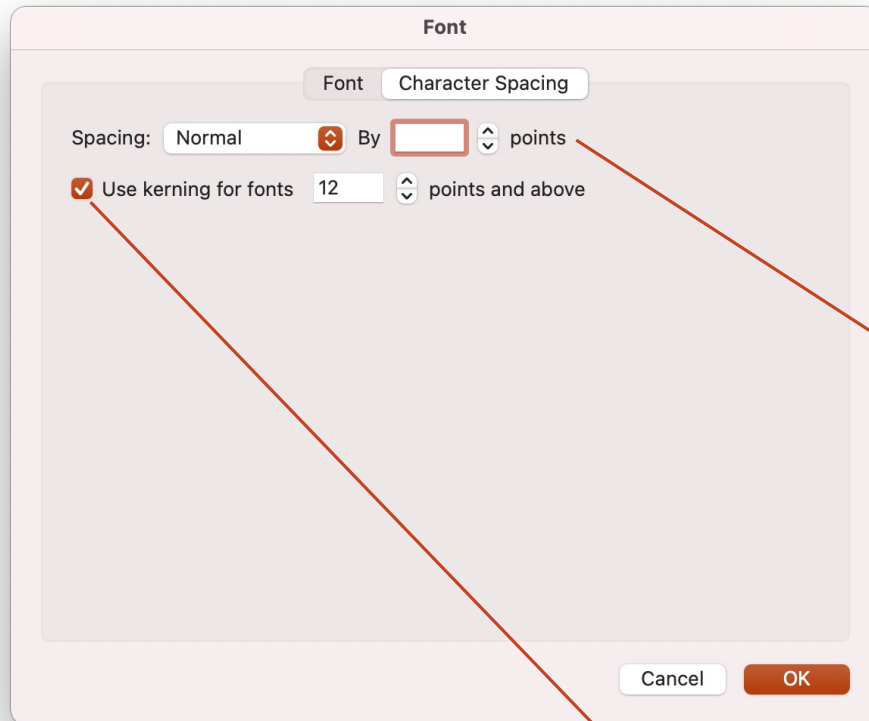 Font
Font Character Spacing
Spacing: Normal By points
Use kerning for fonts 12 points and above
Cancel OK